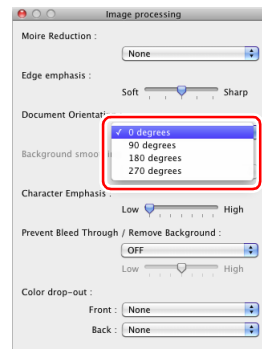 Image processing
Moire Reduction :
None
Edge emphasis :
Soft Sharp
Document
✓ 0 degrees
90 degrees
180 degrees
270 degrees
Background
Character Emphasis
Low High
Prevent Bleed Through / Remove Background :
OFF
Low High
Color drop-out :
Front : None
Back : None